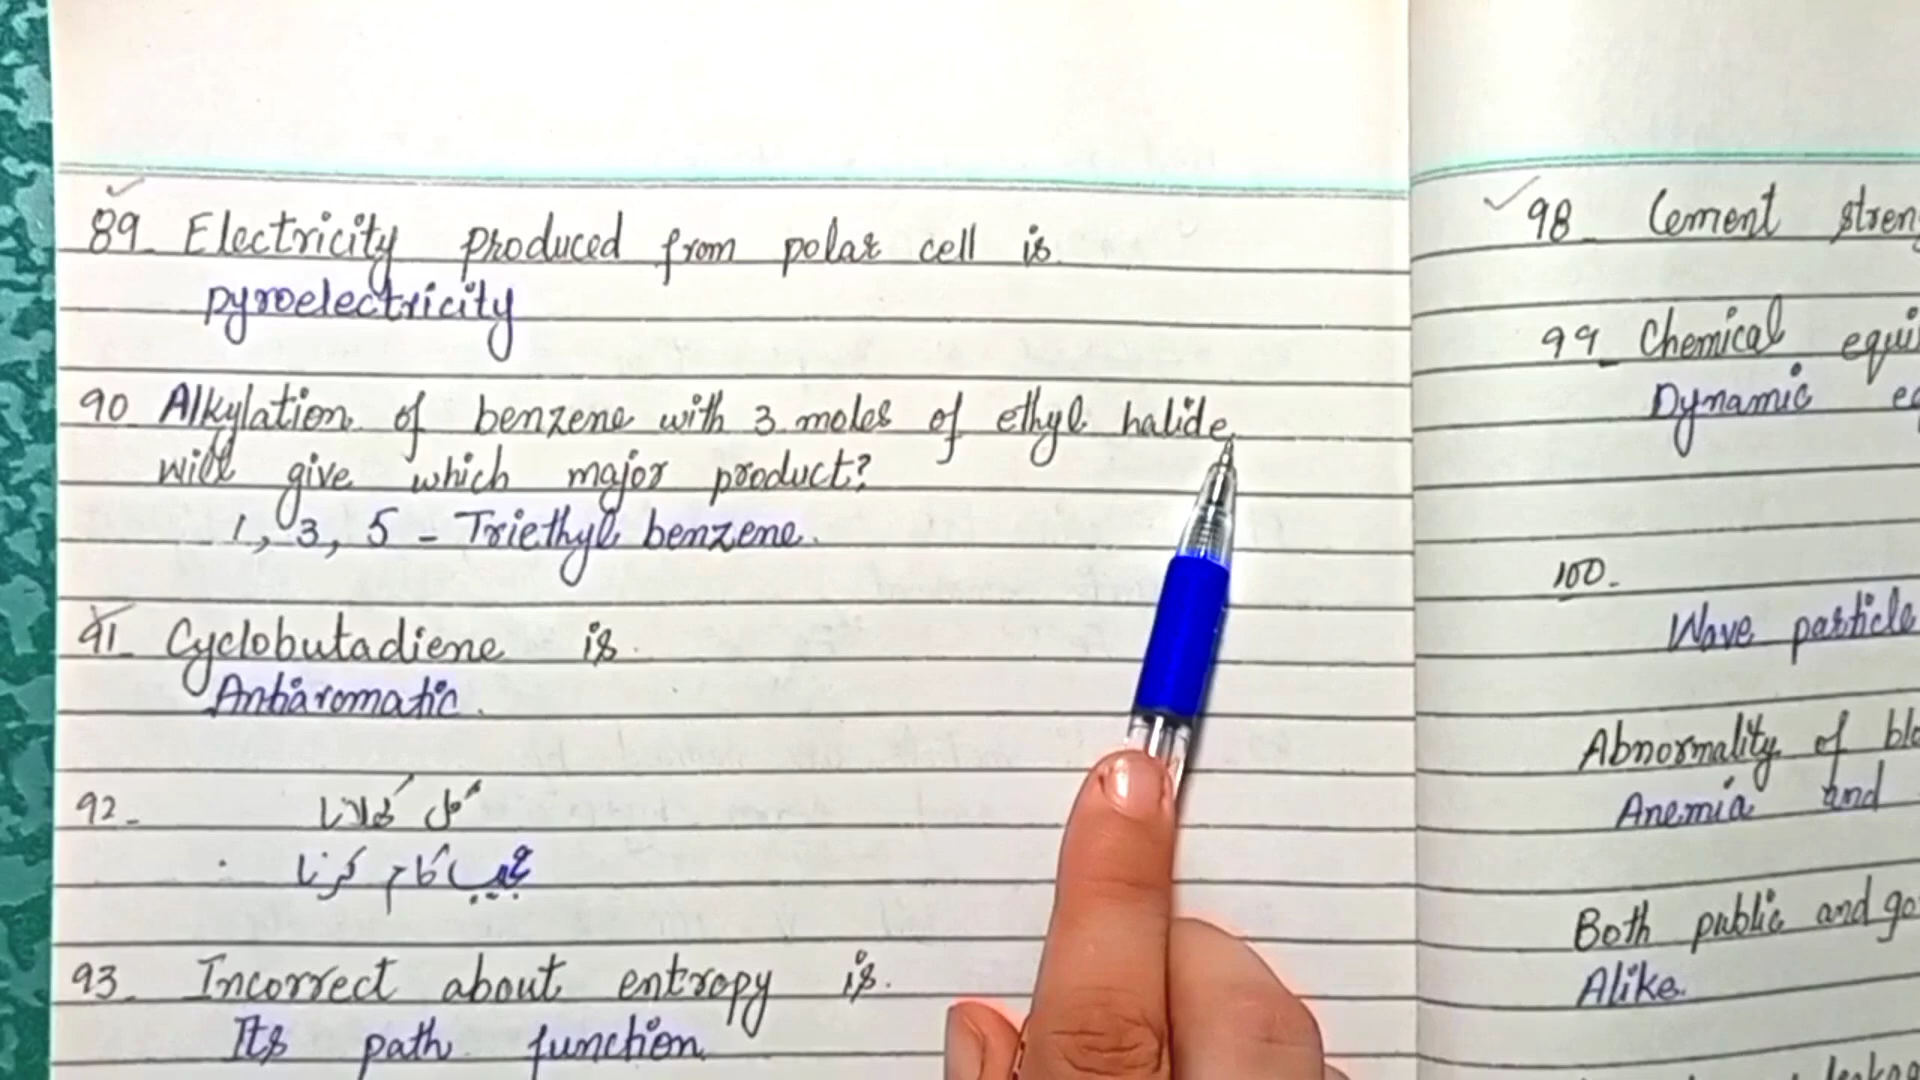 89 Electricity produced from polar cell is
pyroelectricity
90 Alkylation of benzene with 3 moles of ethyl halide
will give which major product?
1, 3, 5 - Triethyl benzene.
91 Cyclobutadiene is.
Antiaromatic.
92- گل کھلانا
عجیب کام کرنا
93 Incorrect about entropy is.
Its path function
98 Cement
99 Chemical
Dynamic
100.
Wave particle
Abnormality of
Anemia and
Both public and
Alike.